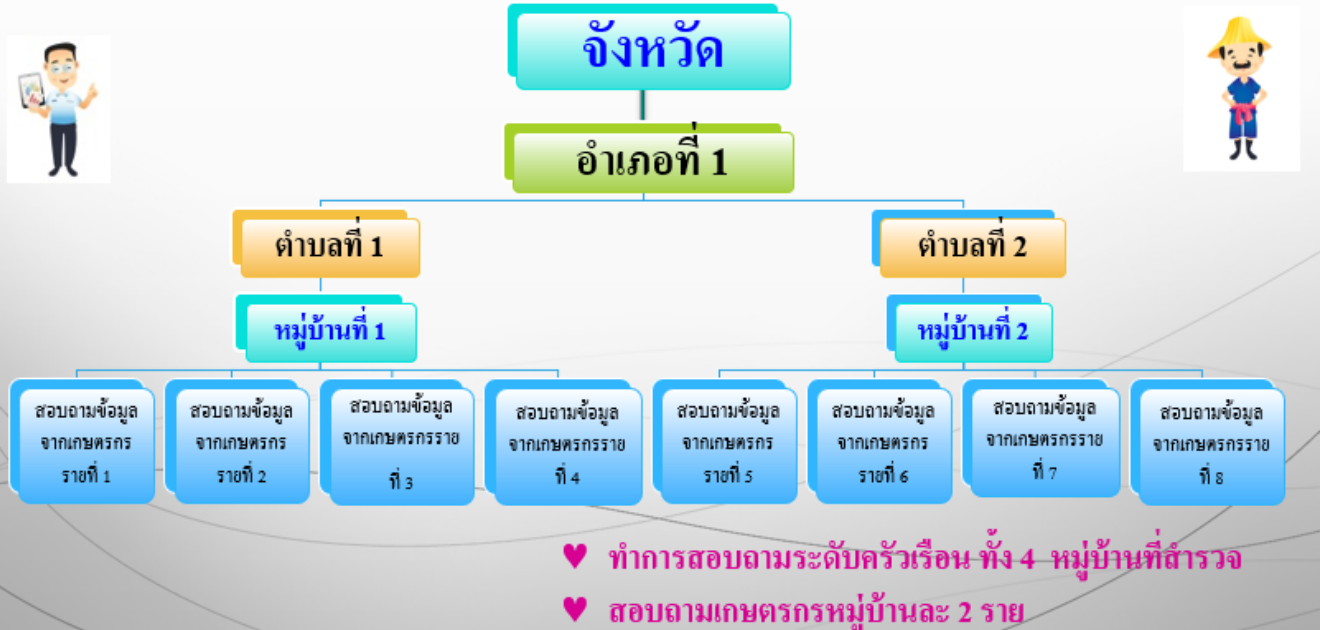 จังหวัด
อำเภอที่ 1
ตำบลที่ 1
ตำบลที่ 2
หมู่บ้านที่ 1
หมู่บ้านที่ 2
สอบถามข้อมูล
จากเกษตรกร
รายที่ 1
สอบถามข้อมูล
จากเกษตรกร
รายที่ 2
สอบถามข้อมูล
จากเกษตรกรราย
ที่ 3
สอบถามข้อมูล
จากเกษตรกรราย
ที่ 4
สอบถามข้อมูล
จากเกษตรกร
รายที่ 5
สอบถามข้อมูล
จากเกษตรกร
รายที่ 6
สอบถามข้อมูล
จากเกษตรกรราย
ที่ 7
สอบถามข้อมูล
จากเกษตรกรราย
ที่ 8
♥ ทำการสอบถามระดับครัวเรือน ทั้ง 4 หมู่บ้านที่สำรวจ
♥ สอบถามเกษตรกรหมู่บ้านละ 2 ราย